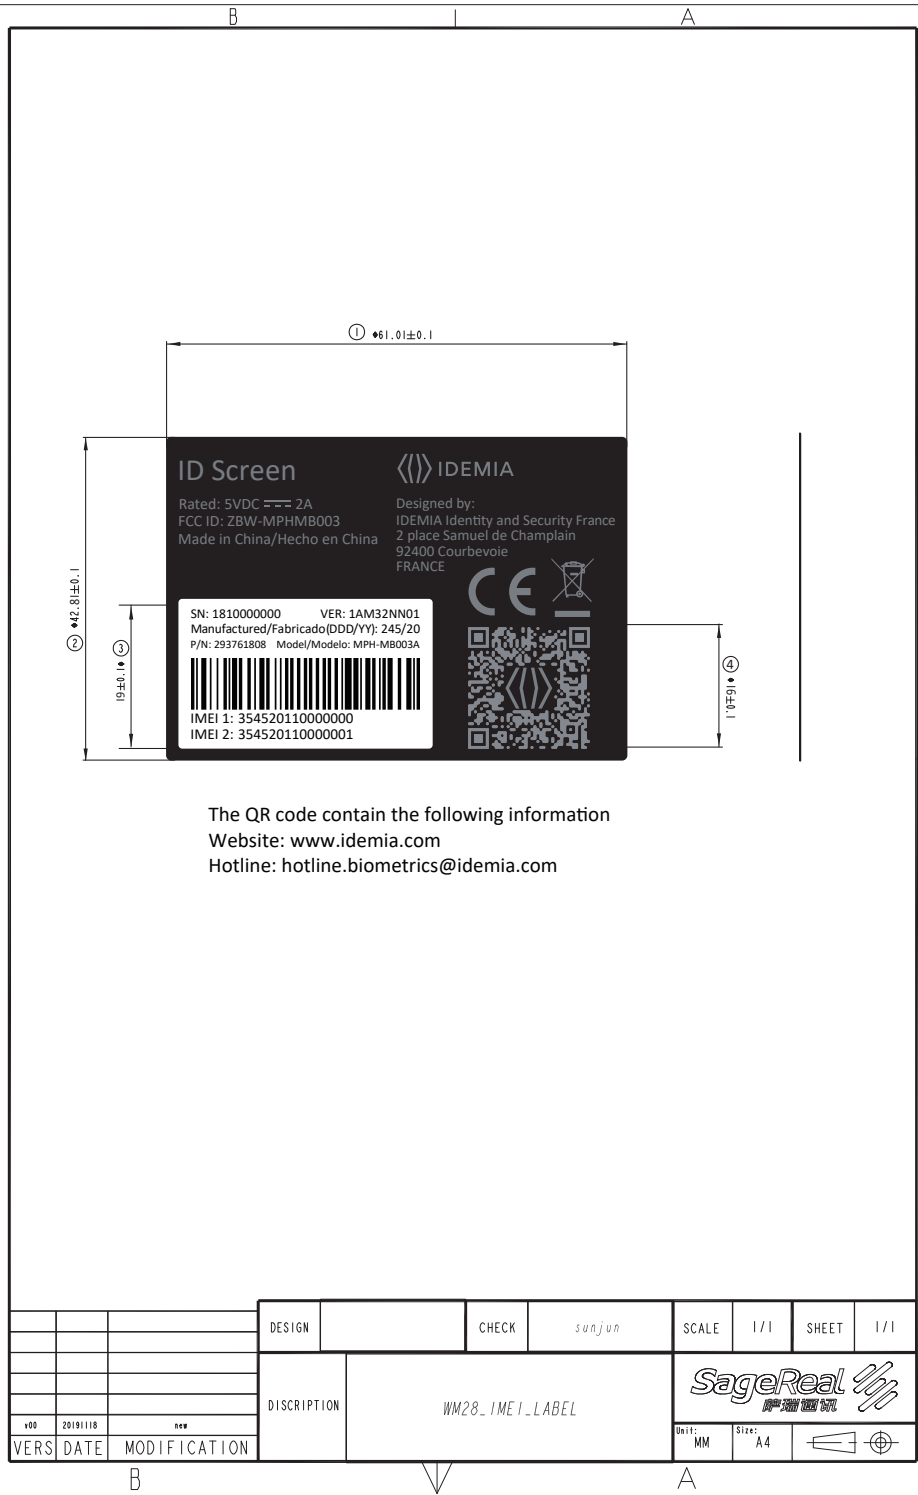 B A
① ⌖61.01±0.1
② ⌖42.81±0.1
③ 19±0.1⌖
④ ⌖16±0.1
ID Screen
Rated: 5VDC ⎓ 2A
FCC ID: ZBW-MPHMB003
Made in China/Hecho en China
IDEMIA
Designed by:
IDEMIA Identity and Security France
2 place Samuel de Champlain
92400 Courbevoie
FRANCE
CE
SN: 1810000000 VER: 1AM32NN01
Manufactured/Fabricado(DDD/YY): 245/20
P/N: 293761808 Model/Modelo: MPH-MB003A
IMEI 1: 354520110000000
IMEI 2: 354520110000001
The QR code contain the following information
Website: www.idemia.com
Hotline: hotline.biometrics@idemia.com
DESIGN CHECK sunjun SCALE 1/1 SHEET 1/1
DISCRIPTION WM28_IMEI_LABEL
SageReal
萨瑞通讯
v00 20191118 new
VERS DATE MODIFICATION
Unit: MM Size: A4
B A